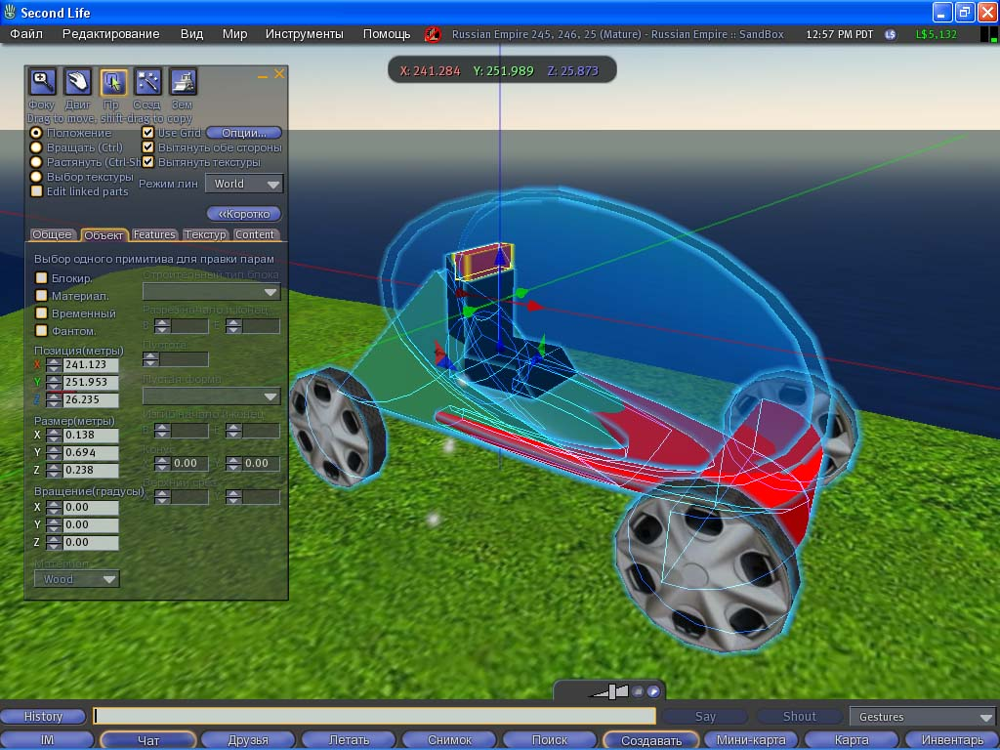 Second Life
Файл Редактирование Вид Мир Инструменты Помощь Russian Empire 245, 246, 25 (Mature) - Russian Empire :: SandBox 12:57 PM PDT L$ L$5,132
X: 241.284 Y: 251.989 Z: 25.873
Фоку Двиг Пр Созд Зем
Drag to move, shift-drag to copy
Положение Use Grid Опции...
Вращать (Ctrl) Вытянуть обе стороны
Растянуть (Ctrl-Sh Вытянуть текстуры
Выбор текстуры Режим лин World
Edit linked parts
«Коротко
Общее Объект Features Текстур Content
Выбор одного примитива для правки парам
Блокир. Строительный тип блока
Материал.
Временный Разрез начало и конец
Фантом. B E
Позиция(метры) Пустота
X 241.123
Y 251.953 Пустая форма
Z 26.235
Размер(метры) Изгиб начало и конец
X 0.138 B E
Y 0.694 Конус
Z 0.238 X 0.00 Y 0.00
Вращение(градусы) Верхний срез
X 0.00 X Y
Y 0.00
Z 0.00
Материал
Wood
History Say Shout Gestures
IM Чат Друзья Летать Снимок Поиск Создавать Мини-карта Карта Инвентарь